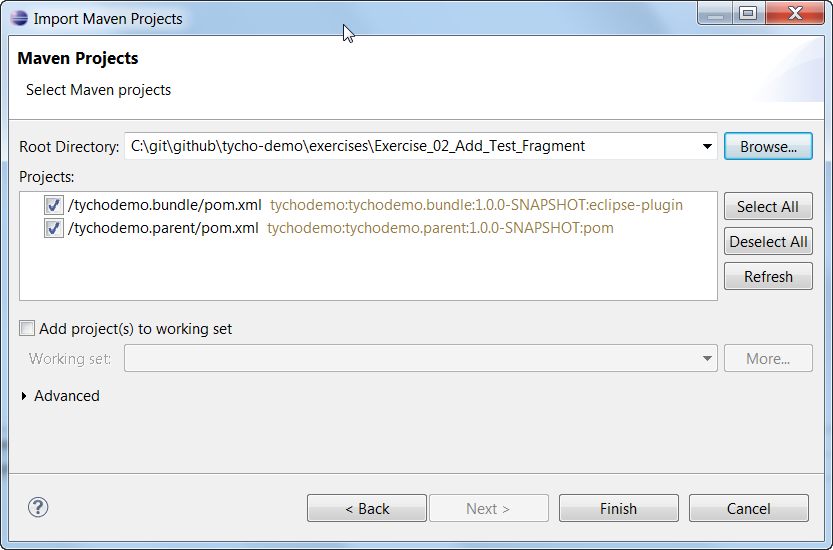 Import Maven Projects
Maven Projects
Select Maven projects
Root Directory: C:\git\github\tycho-demo\exercises\Exercise_02_Add_Test_Fragment Browse...
Projects:
/tychodemo.bundle/pom.xml tychodemo:tychodemo.bundle:1.0.0-SNAPSHOT:eclipse-plugin Select All
/tychodemo.parent/pom.xml tychodemo:tychodemo.parent:1.0.0-SNAPSHOT:pom
Deselect All
Refresh
Add project(s) to working set
Working set: More...
Advanced
? < Back Next > Finish Cancel